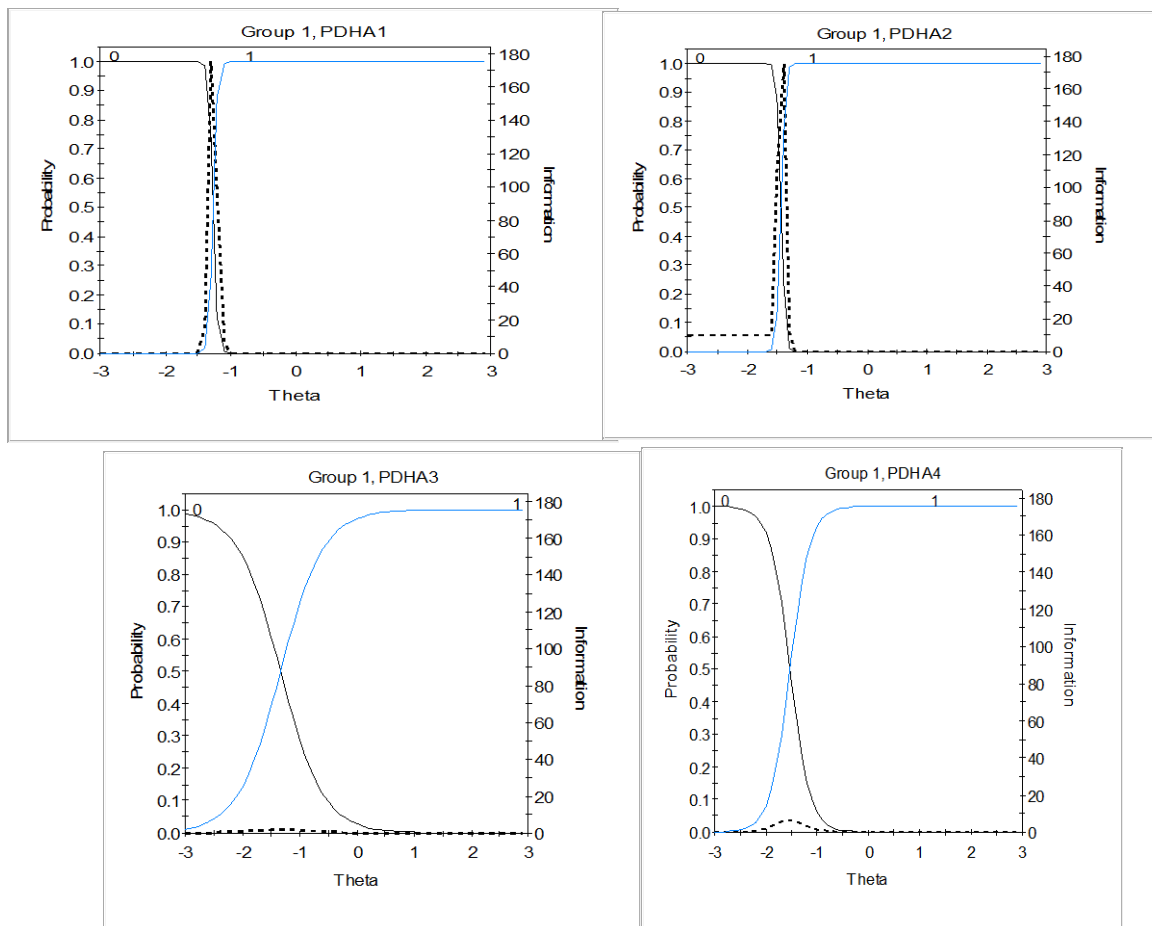 Group 1, PDHA1
0 1
1.0 0.9 0.8 0.7 0.6 0.5 0.4 0.3 0.2 0.1 0.0
Probability
180 160 140 120 100 80 60 40 20 0
Information
-3 -2 -1 0 1 2 3
Theta
Group 1, PDHA2
0 1
1.0 0.9 0.8 0.7 0.6 0.5 0.4 0.3 0.2 0.1 0.0
Probability
180 160 140 120 100 80 60 40 20 0
Information
-3 -2 -1 0 1 2 3
Theta
Group 1, PDHA3
0 1
1.0 0.9 0.8 0.7 0.6 0.5 0.4 0.3 0.2 0.1 0.0
Probability
180 160 140 120 100 80 60 40 20 0
Information
-3 -2 -1 0 1 2 3
Theta
Group 1, PDHA4
0 1
1.0 0.9 0.8 0.7 0.6 0.5 0.4 0.3 0.2 0.1 0.0
Probability
180 160 140 120 100 80 60 40 20 0
Information
-3 -2 -1 0 1 2 3
Theta